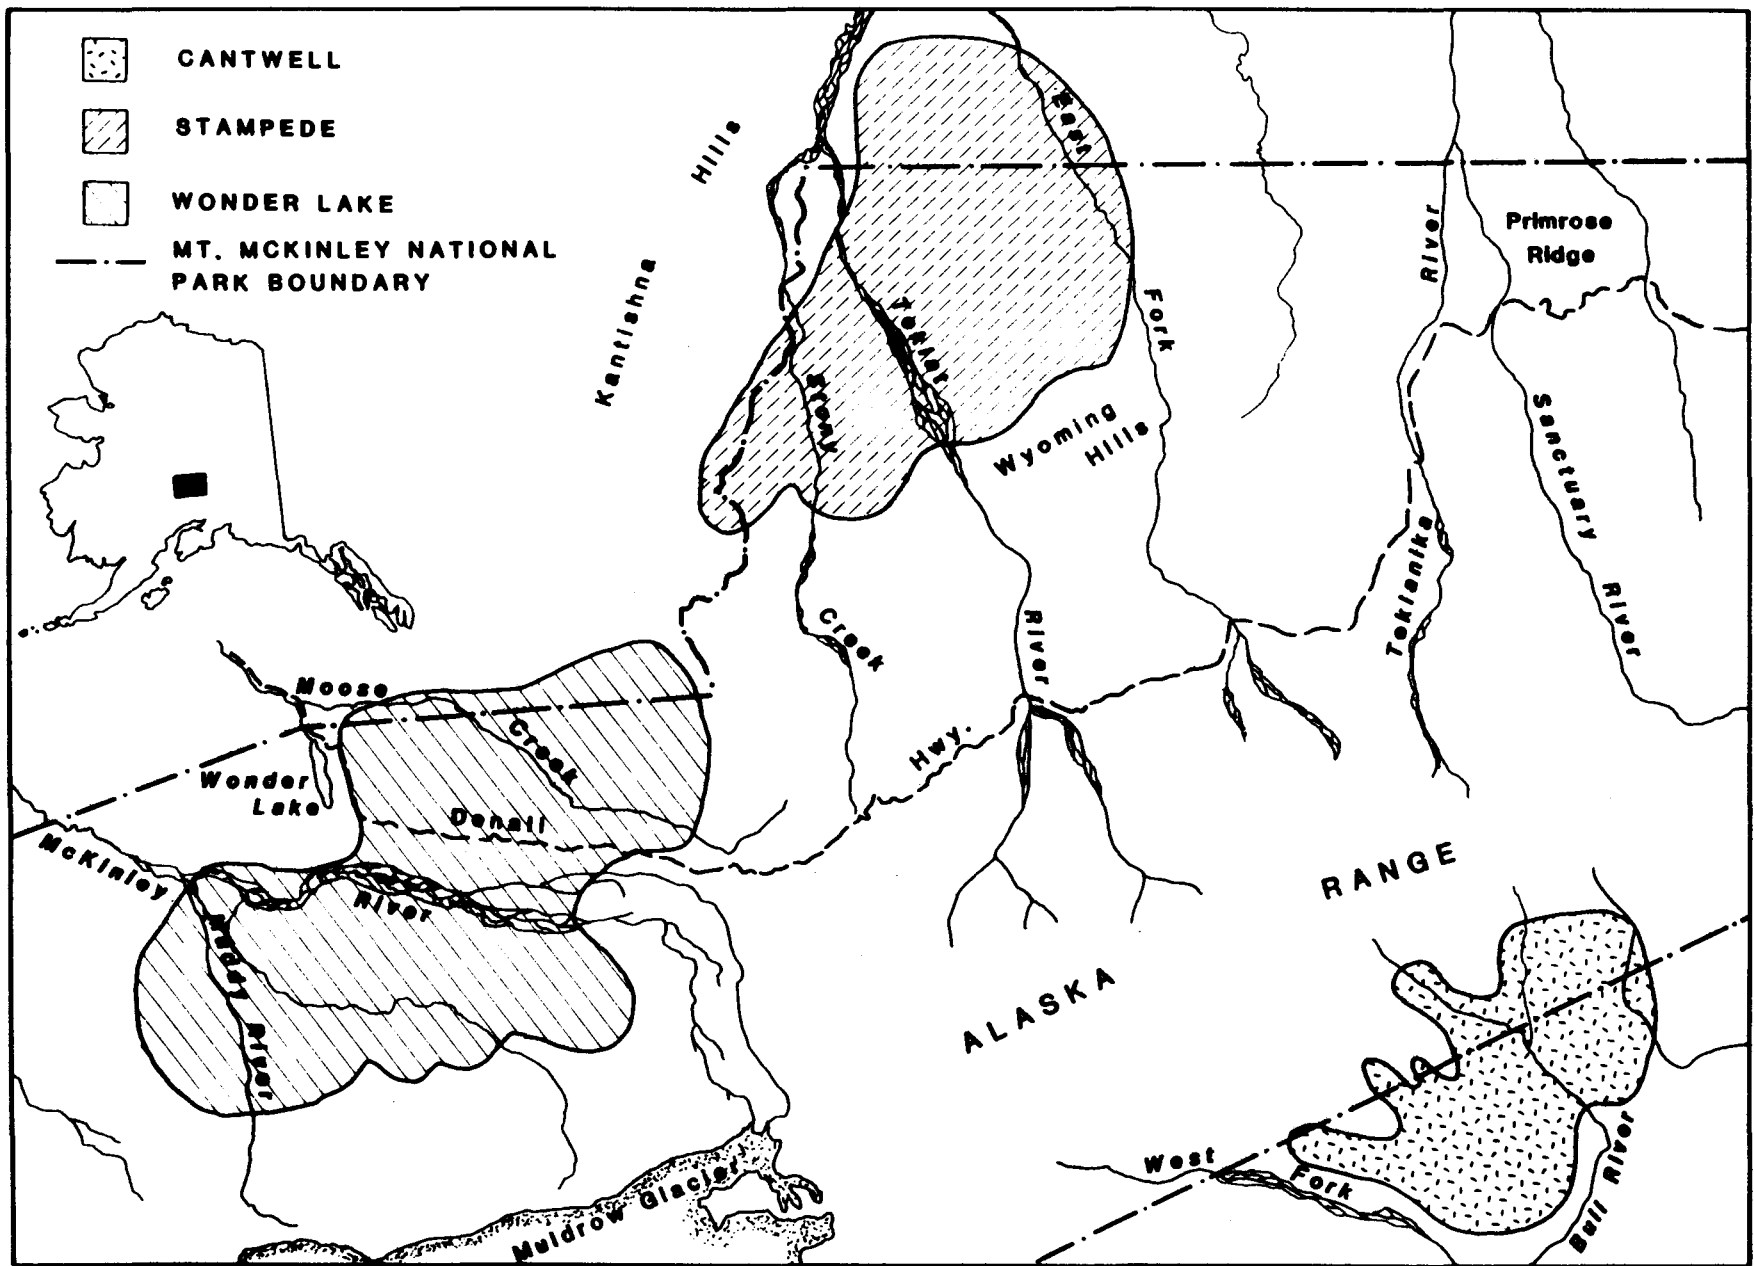 CANTWELL
STAMPEDE
WONDER LAKE
MT. MCKINLEY NATIONAL
PARK BOUNDARY
Kantishna Hills
East Fork
Toklat River
Stony Creek
Wyoming
Hills
River
Primrose
Ridge
Sanctuary River
Teklanika
Moose Creek
Wonder
Lake
Denali Hwy.
McKinley River
Muddy River
Muldrow Glacier
ALASKA RANGE
West Fork
Bull River